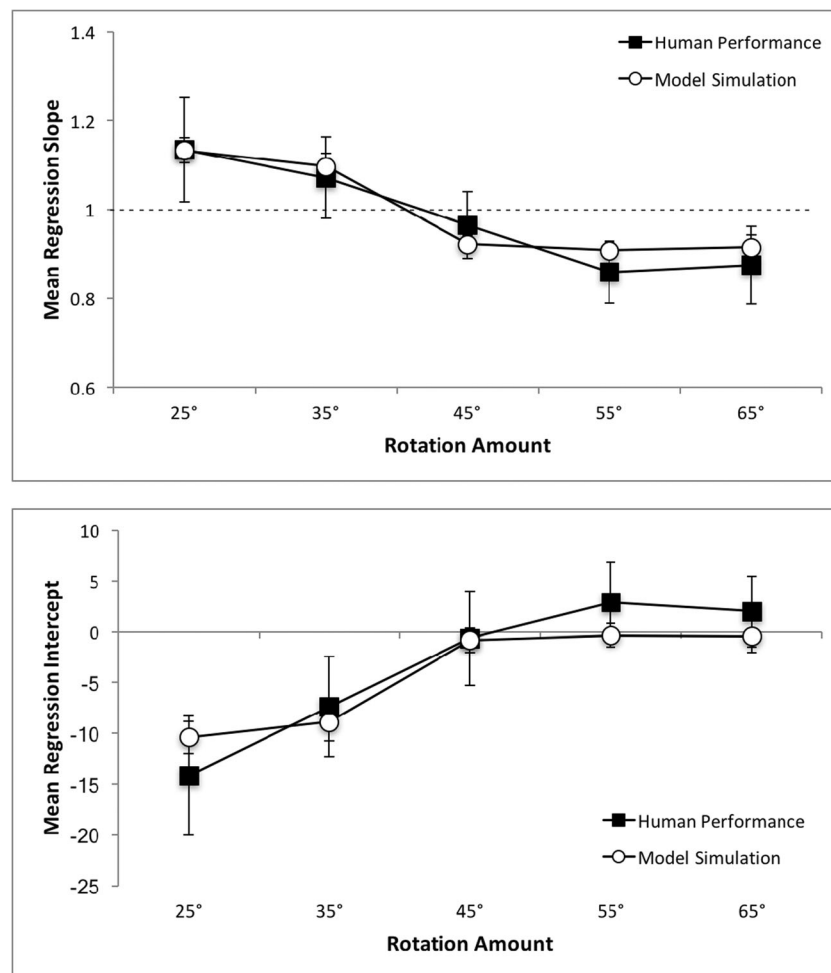 1.4
1.2
1
0.8
0.6
Mean Regression Slope
Human Performance
Model Simulation
25° 35° 45° 55° 65°
Rotation Amount
10
5
0
-5
-10
-15
-20
-25
Mean Regression Intercept
Human Performance
Model Simulation
25° 35° 45° 55° 65°
Rotation Amount